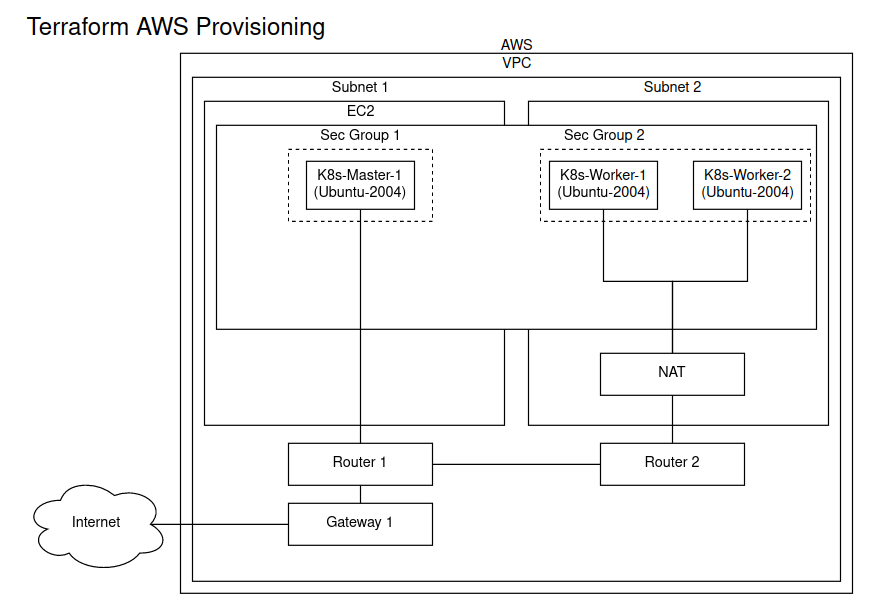 Terraform AWS Provisioning
AWS
VPC
Subnet 1
Subnet 2
EC2
Sec Group 1
Sec Group 2
K8s-Master-1
(Ubuntu-2004)
K8s-Worker-1
(Ubuntu-2004)
K8s-Worker-2
(Ubuntu-2004)
NAT
Router 1
Router 2
Internet
Gateway 1